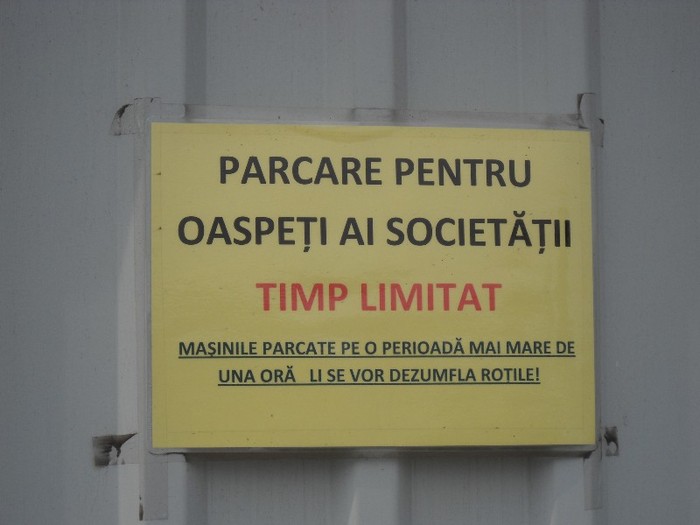 PARCARE PENTRU
OASPEȚI AI SOCIETĂȚII
TIMP LIMITAT
MAȘINILE PARCATE PE O PERIOADĂ MAI MARE DE
UNA ORĂ LI SE VOR DEZUMFLA ROTILE!